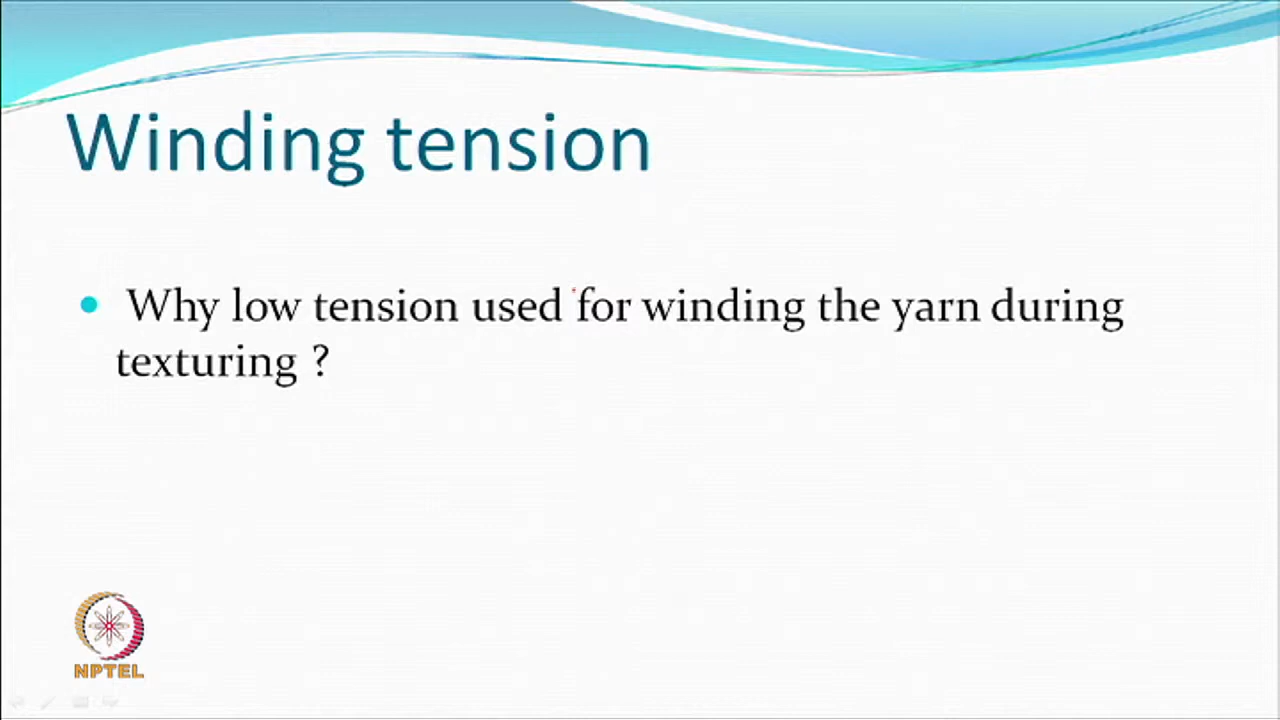 Winding tension
• Why low tension used for winding the yarn during
texturing ?
NPTEL